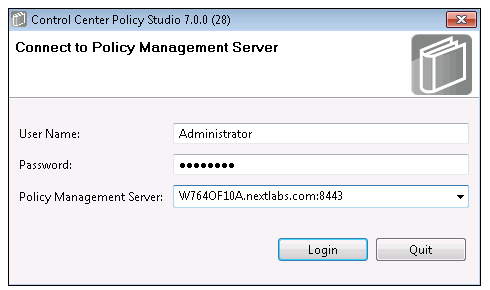 Control Center Policy Studio 7.0.0 (28)
Connect to Policy Management Server
User Name: Administrator
Password: ●●●●●●●●
Policy Management Server: W764OF10A.nextlabs.com:8443
Login Quit